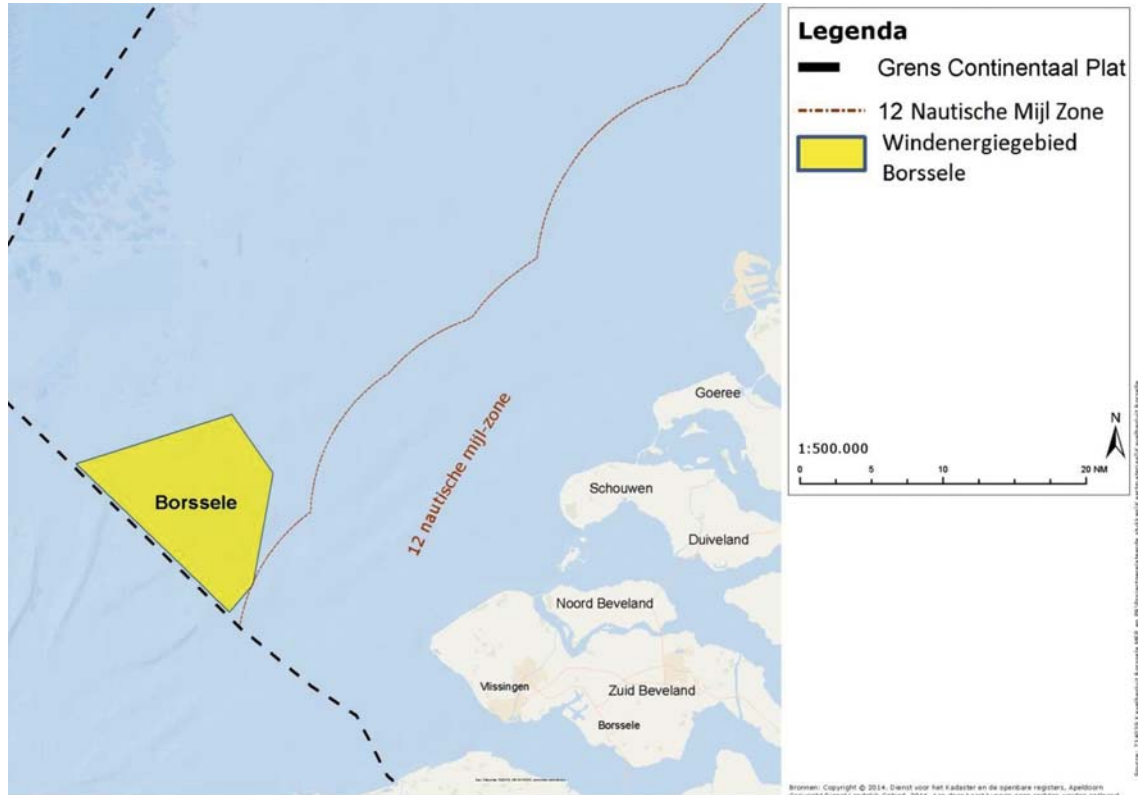 Legenda
Grens Continentaal Plat
12 Nautische Mijl Zone
Windenergiegebied
Borssele
N
1:500.000
0 5 10 20 NM
Goeree
Schouwen
Duiveland
Noord Beveland
Zuid Beveland
Vlissingen
Borssele
Borssele
12 nautische mijl-zone
Bronnen: Copyright © 2014, Dienst voor het Kadaster en de openbare registers, Apeldoorn